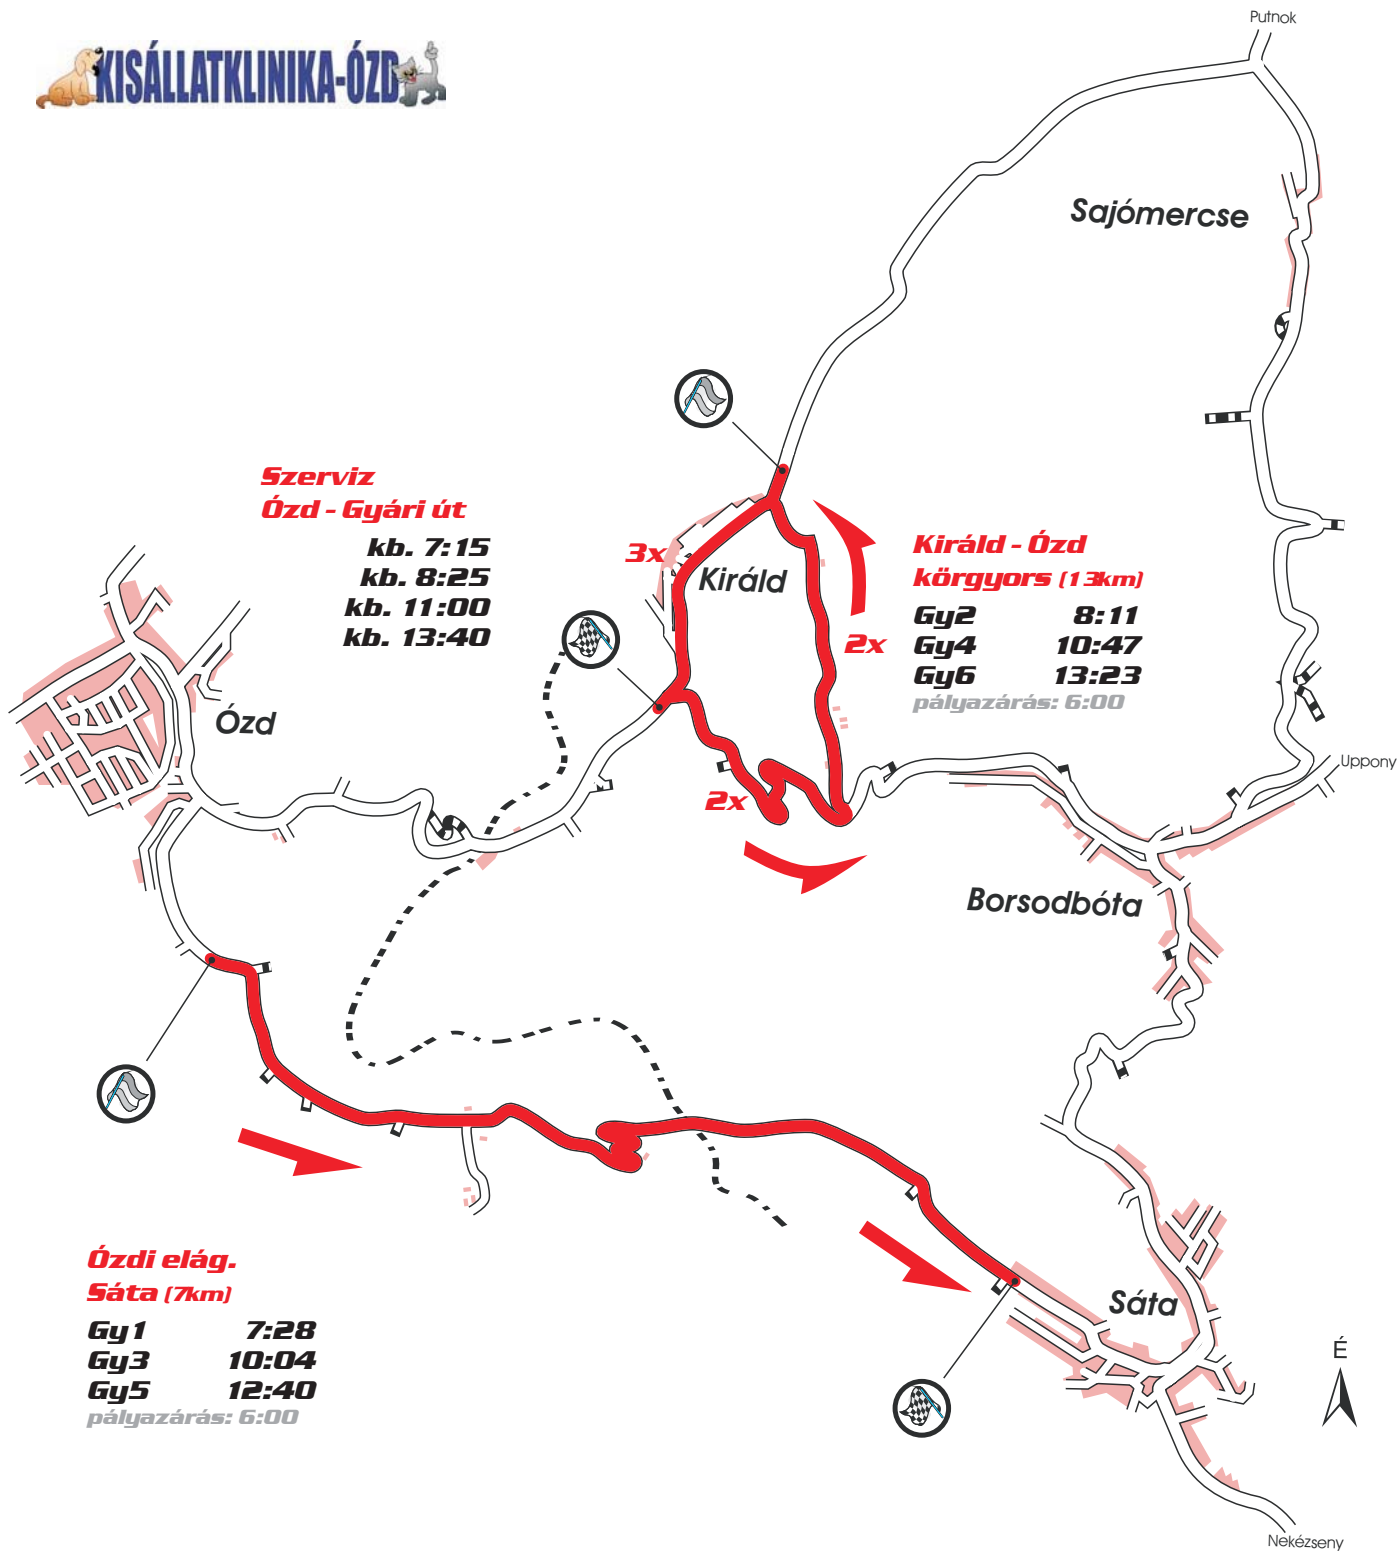 Putnok
KISÁLLATKLINIKA-ÓZD
Sajómercse
Szerviz
Ózd - Gyári út
kb. 7:15
kb. 8:25
kb. 11:00
kb. 13:40
3x
Királd
Királd - Ózd
körgyors (13km)
Gy2 8:11
Gy4 10:47
Gy6 13:23
pályazárás: 6:00
2x
Ózd
Uppony
2x
Borsodbóta
Ózdi elág.
Sáta (7km)
Gy1 7:28
Gy3 10:04
Gy5 12:40
pályazárás: 6:00
Sáta
É
Nekézseny